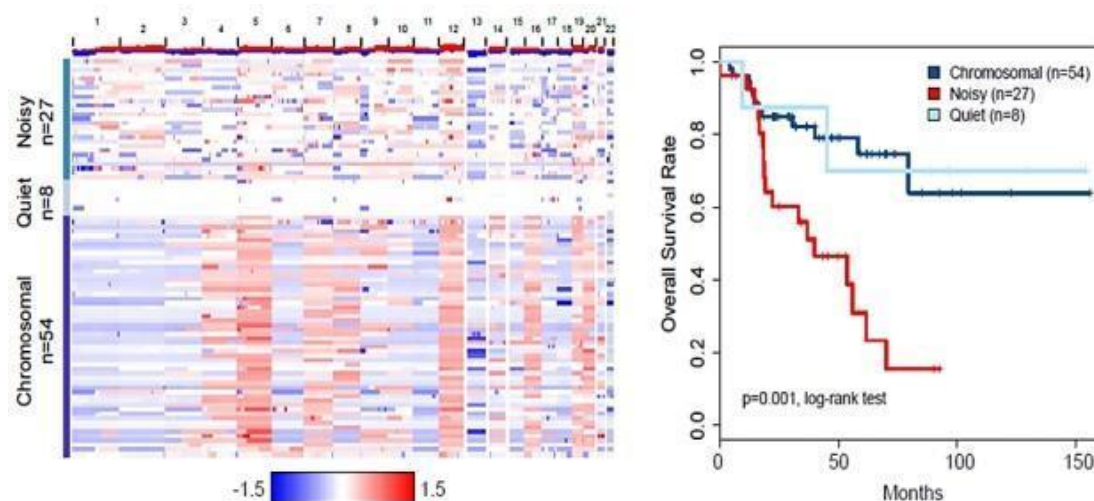 1 2 3 4 5 6 7 8 9 10 11 12 13 14 15 16 17 18 19 20 21 22
Noisy
n=27
Quiet
n=8
Chromosomal
n=54
-1.5 1.5
Overall Survival Rate
1.0
0.8
0.6
0.4
0.2
0.0
Chromosomal (n=54)
Noisy (n=27)
Quiet (n=8)
p=0.001, log-rank test
0 50 100 150
Months